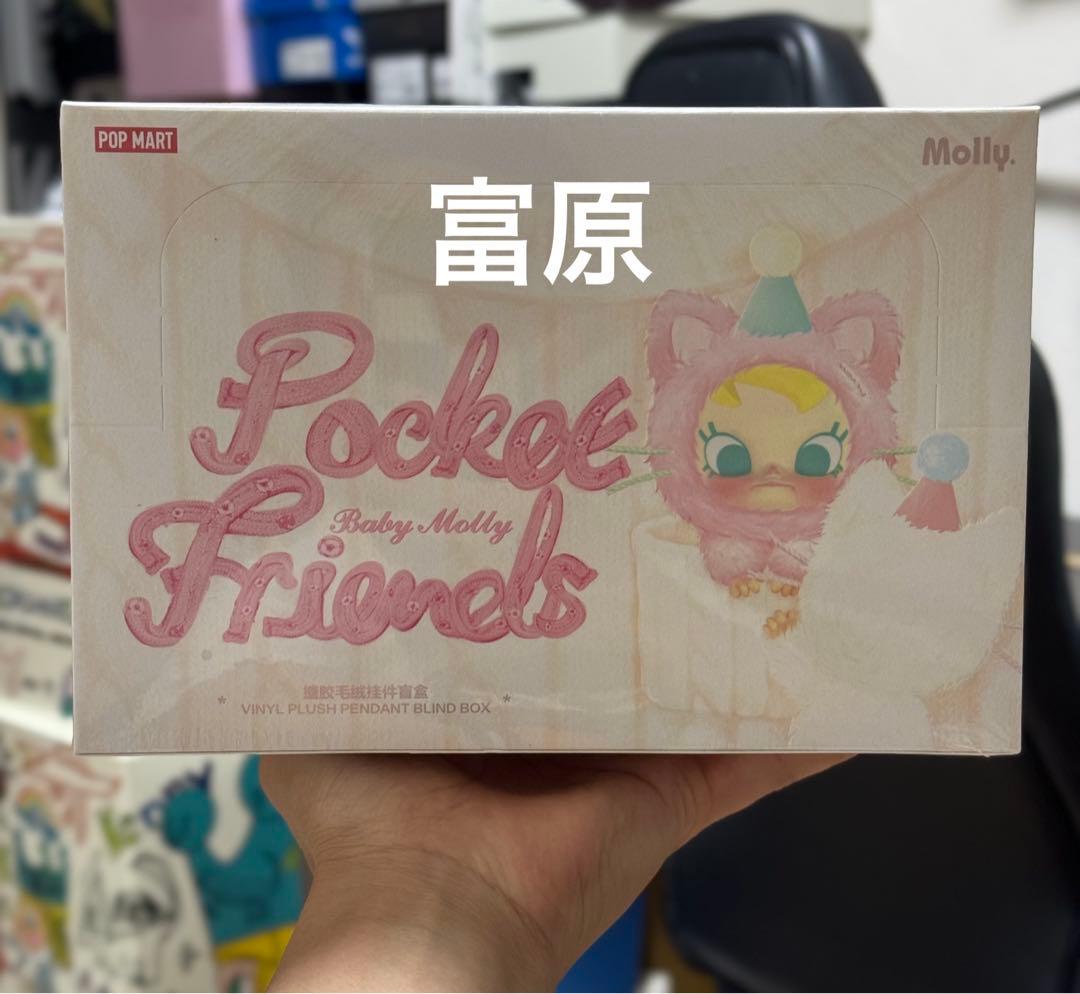 POP MART
Molly.
富原
Pocket
Baby Molly
Friends
搪胶毛绒挂件盲盒
* VINYL PLUSH PENDANT BLIND BOX *